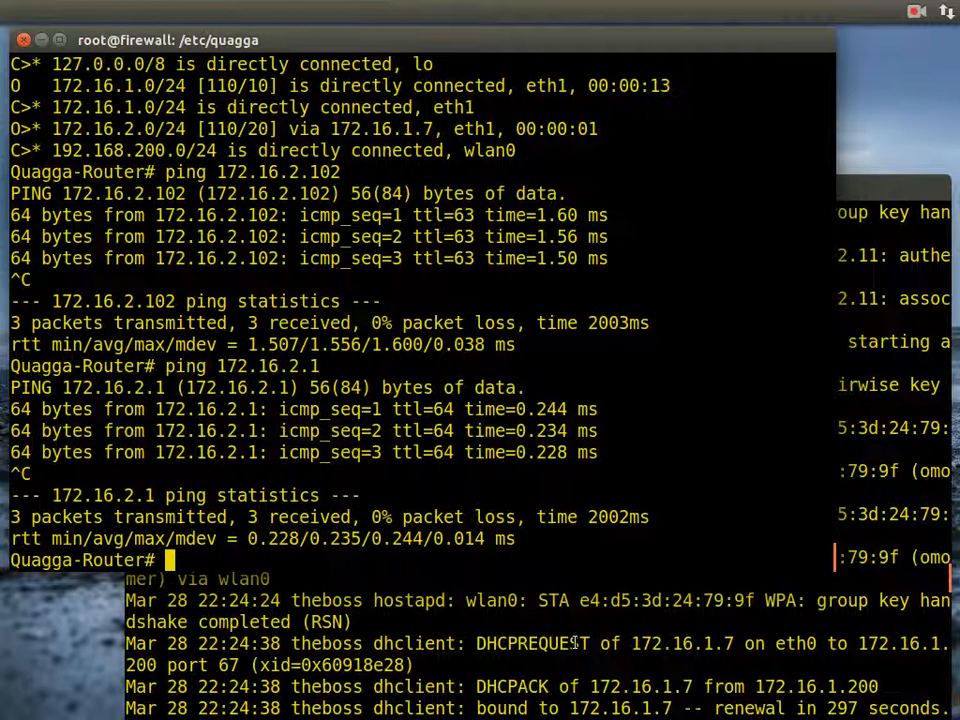 root@firewall: /etc/quagga
C>* 127.0.0.0/8 is directly connected, lo
O   172.16.1.0/24 [110/10] is directly connected, eth1, 00:00:13
C>* 172.16.1.0/24 is directly connected, eth1
O>* 172.16.2.0/24 [110/20] via 172.16.1.7, eth1, 00:00:01
C>* 192.168.200.0/24 is directly connected, wlan0
Quagga-Router# ping 172.16.2.102
PING 172.16.2.102 (172.16.2.102) 56(84) bytes of data.
64 bytes from 172.16.2.102: icmp_seq=1 ttl=63 time=1.60 ms
64 bytes from 172.16.2.102: icmp_seq=2 ttl=63 time=1.56 ms
64 bytes from 172.16.2.102: icmp_seq=3 ttl=63 time=1.50 ms
^C
--- 172.16.2.102 ping statistics ---
3 packets transmitted, 3 received, 0% packet loss, time 2003ms
rtt min/avg/max/mdev = 1.507/1.556/1.600/0.038 ms
Quagga-Router# ping 172.16.2.1
PING 172.16.2.1 (172.16.2.1) 56(84) bytes of data.
64 bytes from 172.16.2.1: icmp_seq=1 ttl=64 time=0.244 ms
64 bytes from 172.16.2.1: icmp_seq=2 ttl=64 time=0.234 ms
64 bytes from 172.16.2.1: icmp_seq=3 ttl=64 time=0.228 ms
^C
--- 172.16.2.1 ping statistics ---
3 packets transmitted, 3 received, 0% packet loss, time 2002ms
rtt min/avg/max/mdev = 0.228/0.235/0.244/0.014 ms
Quagga-Router#
roup key han
2.11: authe
2.11: assoc
starting a
irwise key
5:3d:24:79:
:79:9f (omo
5:3d:24:79:
:79:9f (omo
mer) via wlan0
Mar 28 22:24:24 theboss hostapd: wlan0: STA e4:d5:3d:24:79:9f WPA: group key han
dshake completed (RSN)
Mar 28 22:24:38 theboss dhclient: DHCPREQUEST of 172.16.1.7 on eth0 to 172.16.1.
200 port 67 (xid=0x60918e28)
Mar 28 22:24:38 theboss dhclient: DHCPACK of 172.16.1.7 from 172.16.1.200
Mar 28 22:24:38 theboss dhclient: bound to 172.16.1.7 -- renewal in 297 seconds.